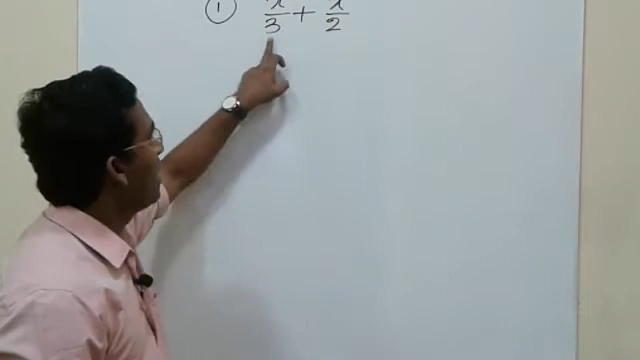 ① x/3 + x/2